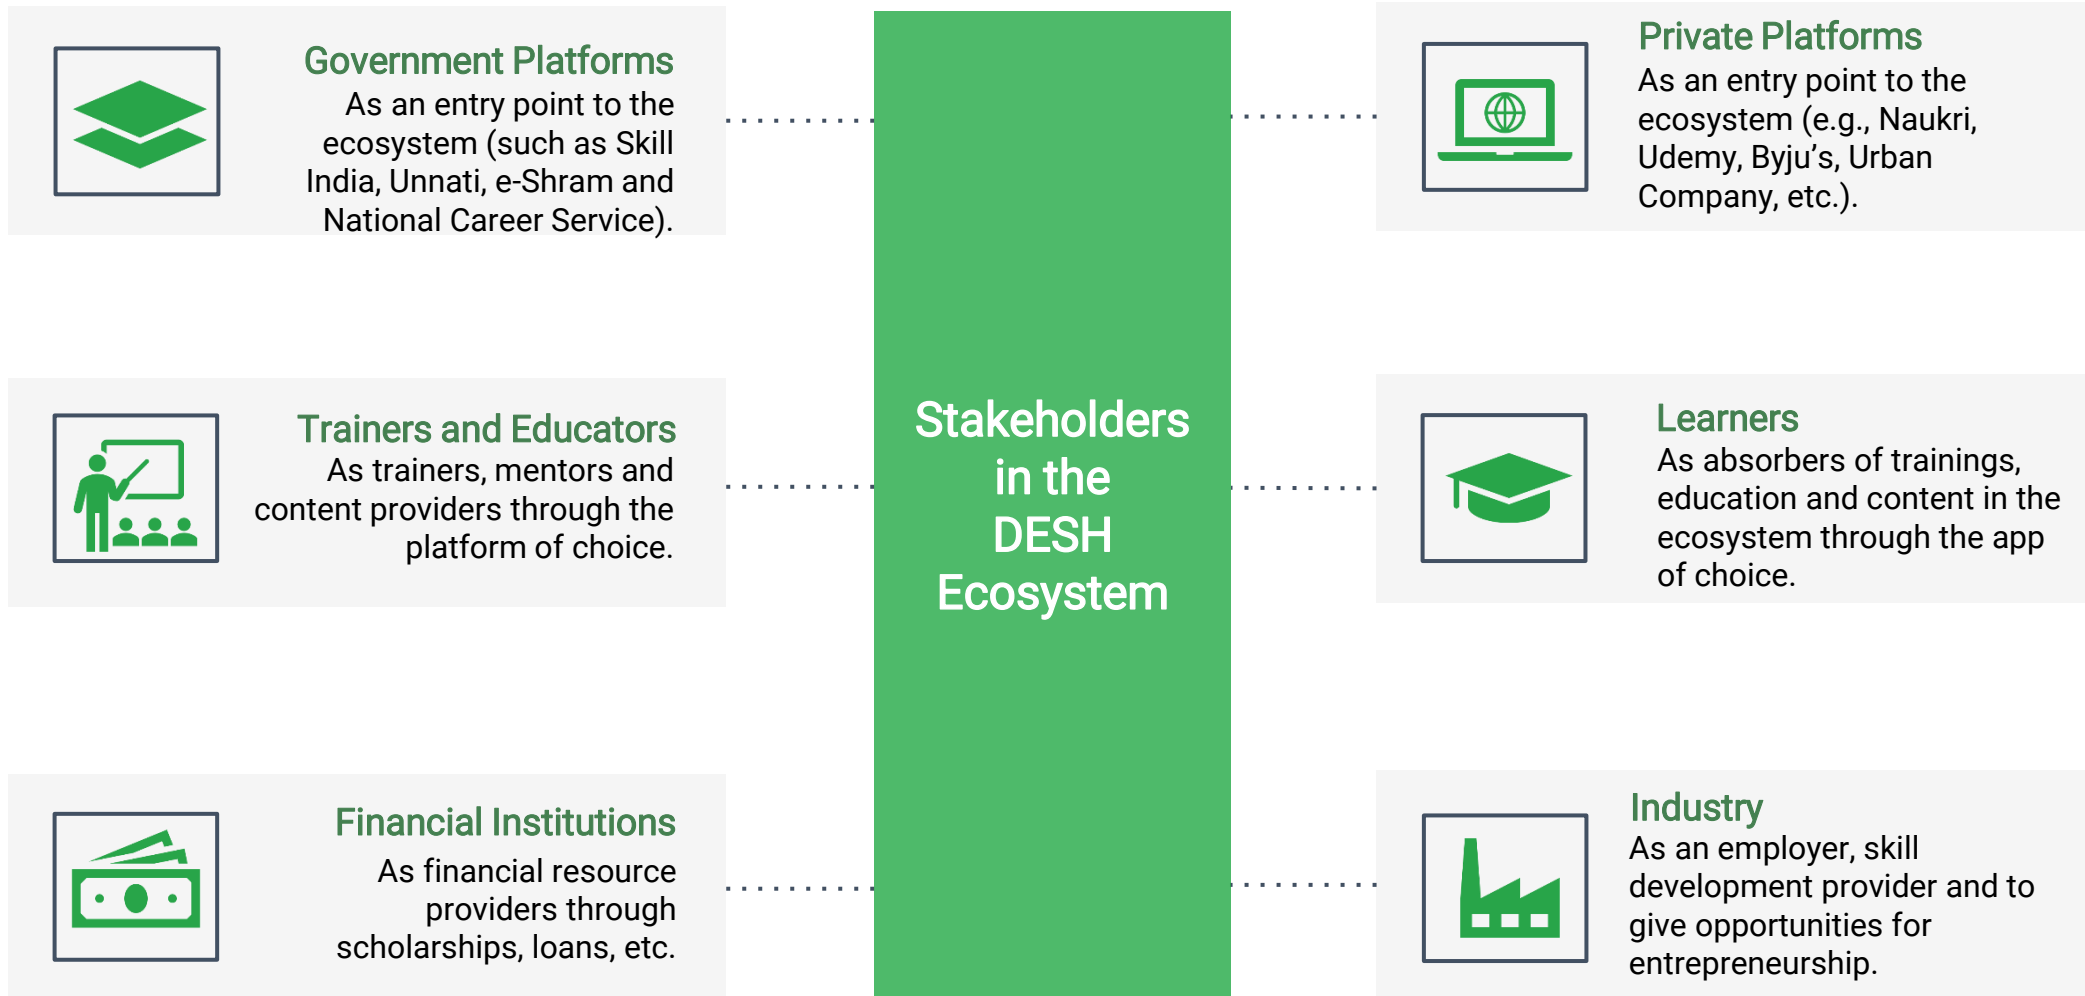 Government Platforms
As an entry point to the
ecosystem (such as Skill
India, Unnati, e-Shram and
National Career Service).
Trainers and Educators
As trainers, mentors and
content providers through the
platform of choice.
Financial Institutions
As financial resource
providers through
scholarships, loans, etc.
Stakeholders
in the
DESH
Ecosystem
Private Platforms
As an entry point to the
ecosystem (e.g., Naukri,
Udemy, Byju’s, Urban
Company, etc.).
Learners
As absorbers of trainings,
education and content in the
ecosystem through the app
of choice.
Industry
As an employer, skill
development provider and to
give opportunities for
entrepreneurship.